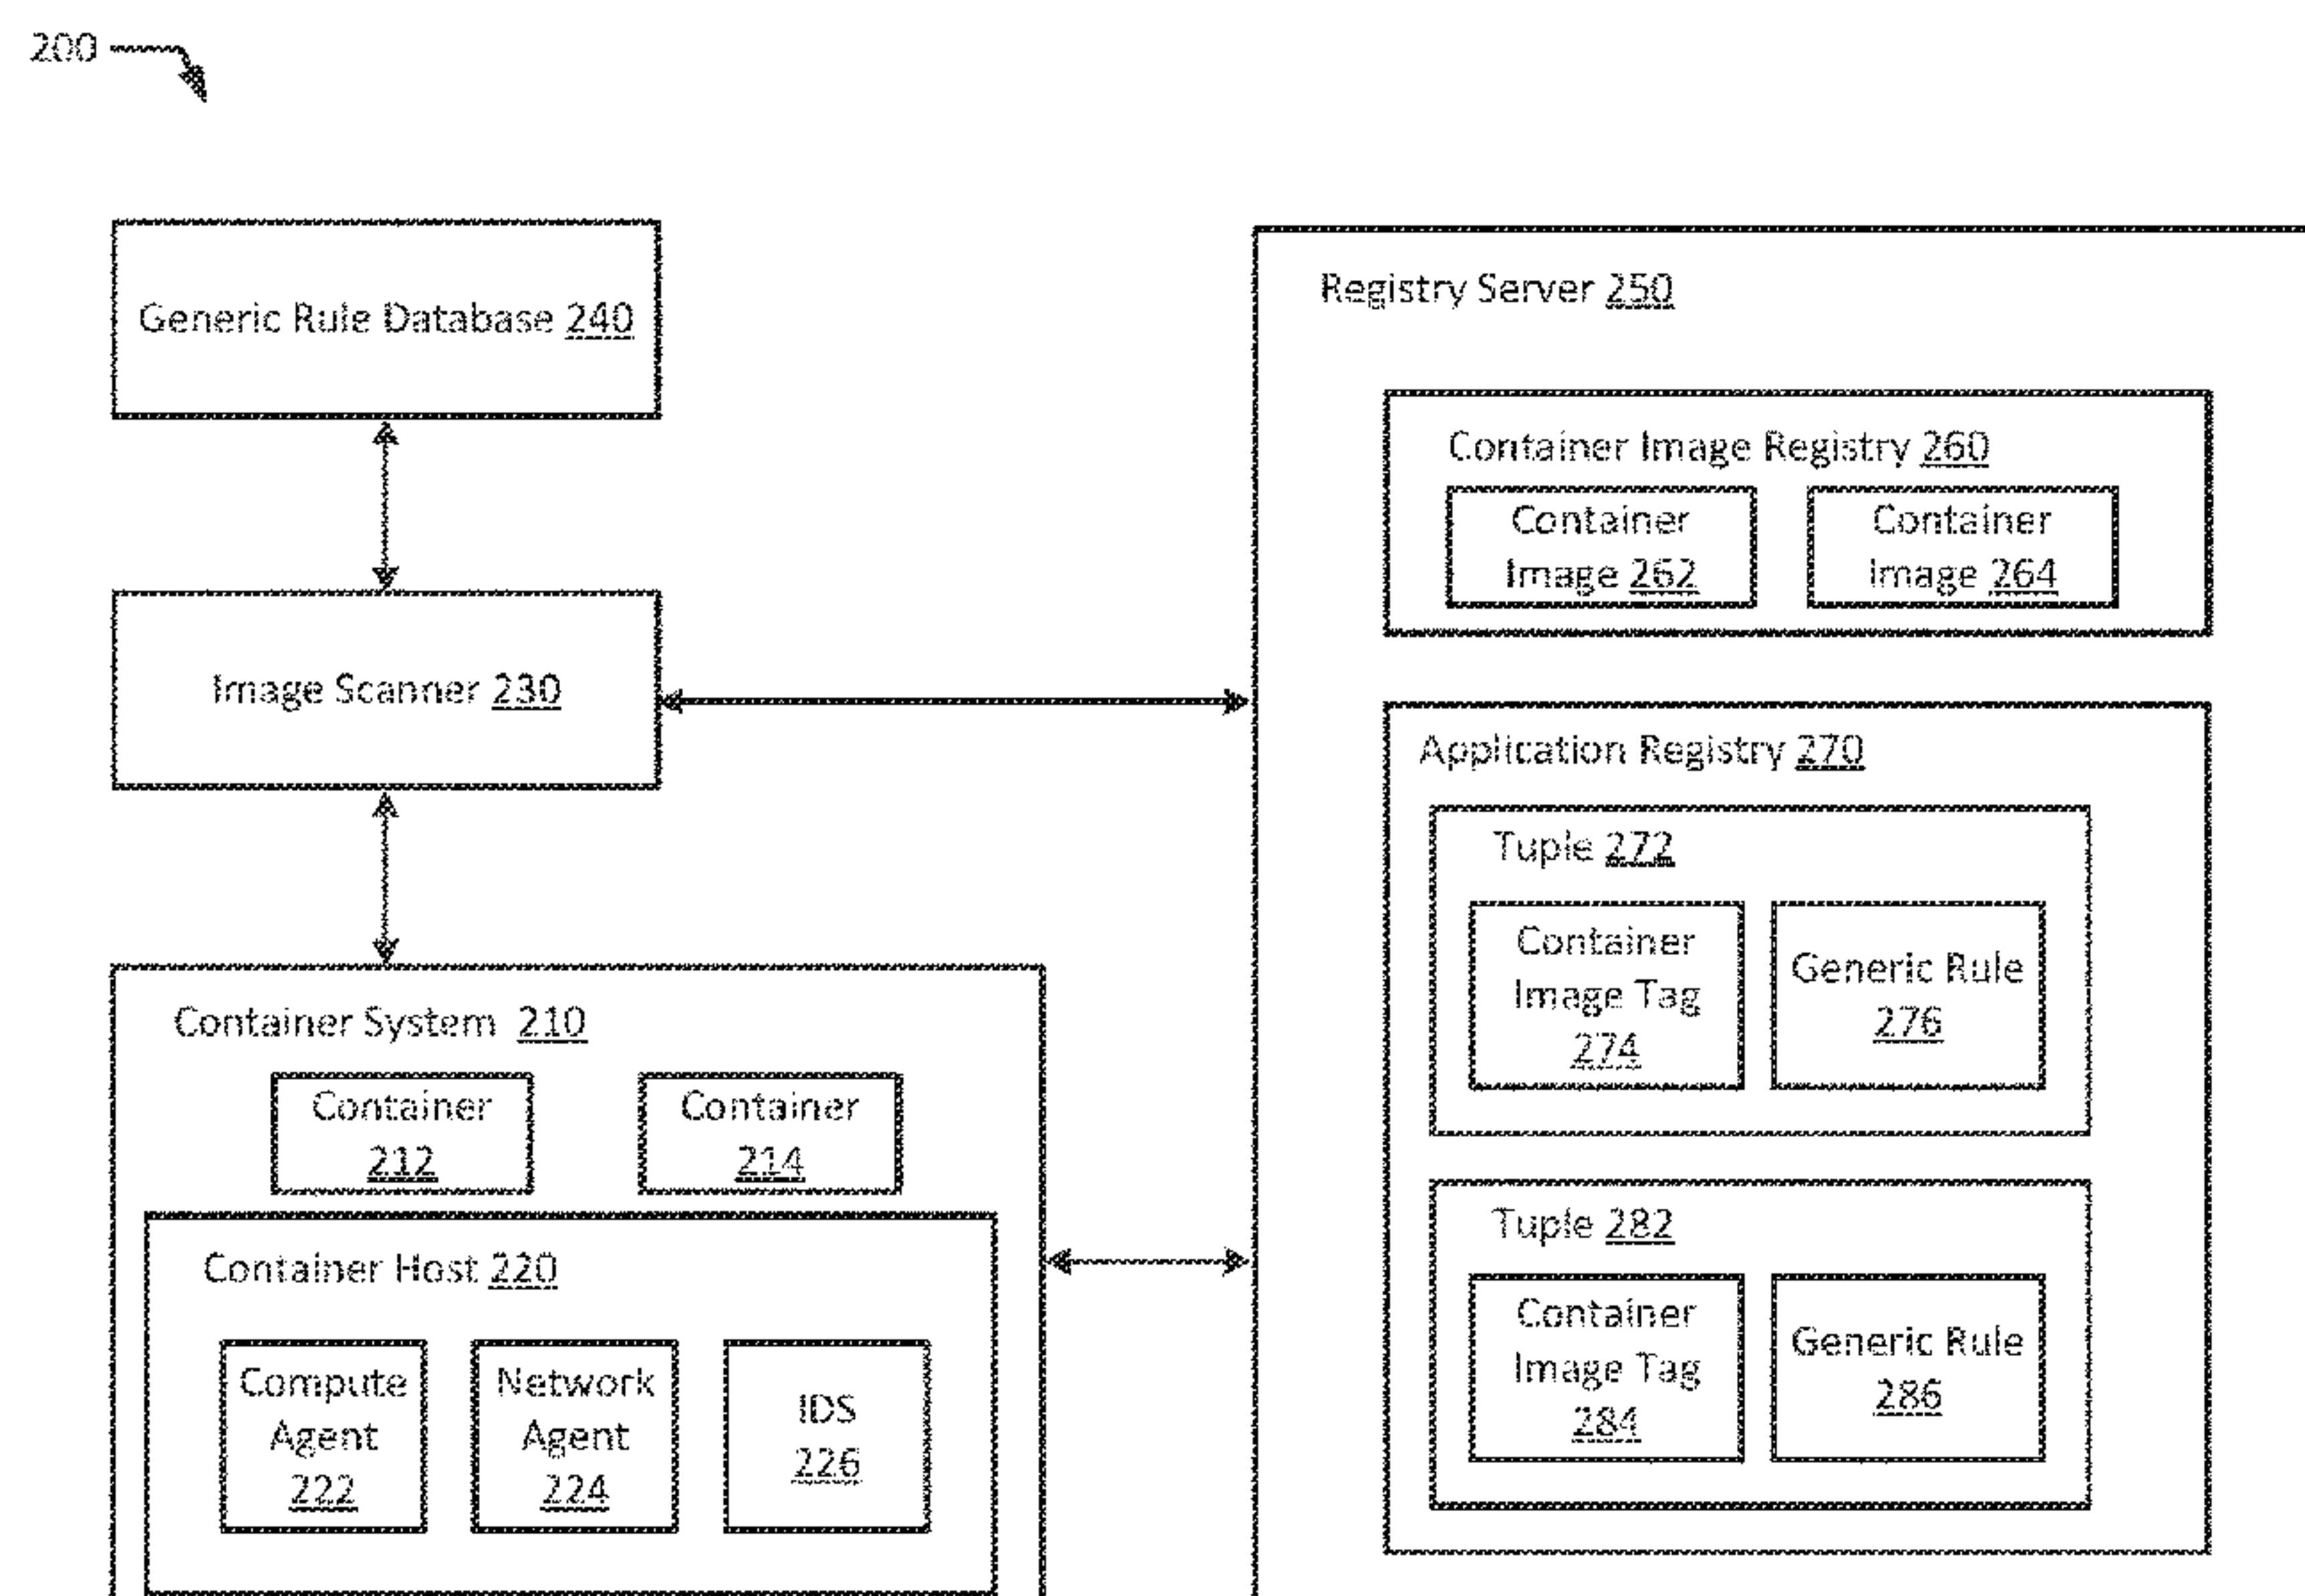 200
Generic Rule Database 240
Image Scanner 230
Container System 210
Container
212
Container
214
Container Host 220
Compute
Agent
222
Network
Agent
224
IDS
226
Registry Server 250
Container Image Registry 260
Container
Image 262
Container
Image 264
Application Registry 270
Tuple 272
Container
Image Tag
274
Generic Rule
276
Tuple 282
Container
Image Tag
284
Generic Rule
286